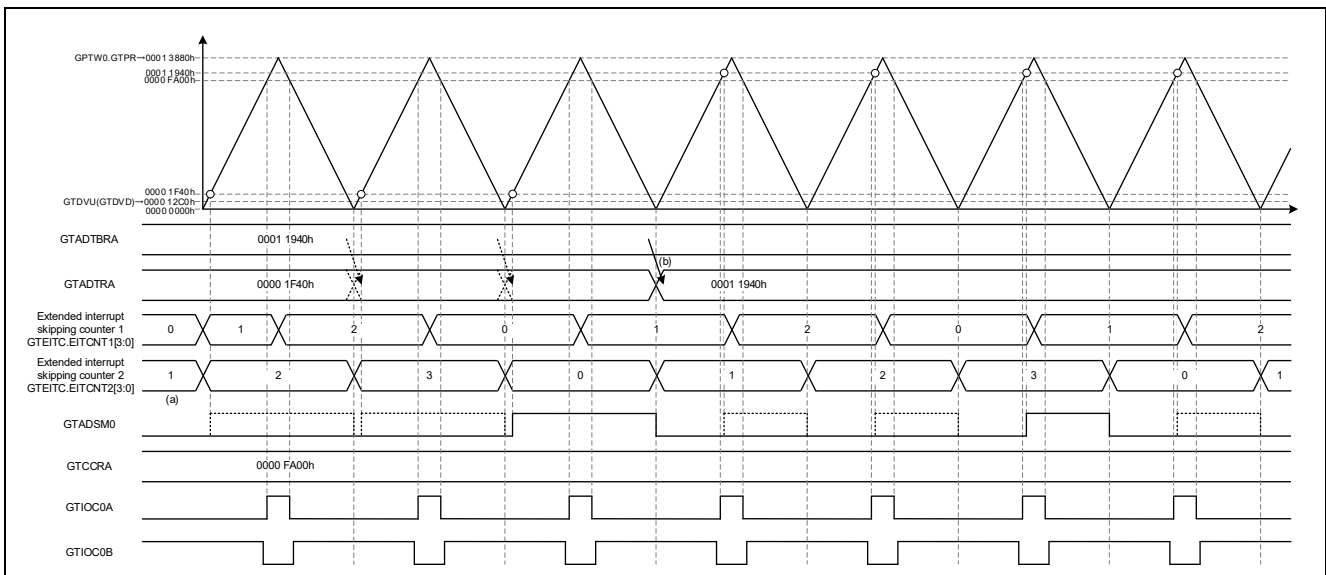 GPTW0.GTPR→0001 3880h
0001 1940h
0000 FA00h
0000 1F40h
GTDVU(GTDVD)→0000 12C0h
0000 0000h
GTADTBRA
0001 1940h
(b)
GTADTRA
0000 1F40h
0001 1940h
Extended interrupt
skipping counter 1
GTEITC.EITCNT1[3:0]
0 1 2 0 1 2 0 1 2
Extended interrupt
skipping counter 2
GTEITC.EITCNT2[3:0]
1 2 3 0 1 2 3 0 1
(a)
GTADSM0
GTCCRA
0000 FA00h
GTIOC0A
GTIOC0B